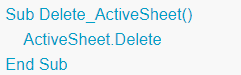 Sub Delete_ActiveSheet()
    ActiveSheet.Delete
End Sub